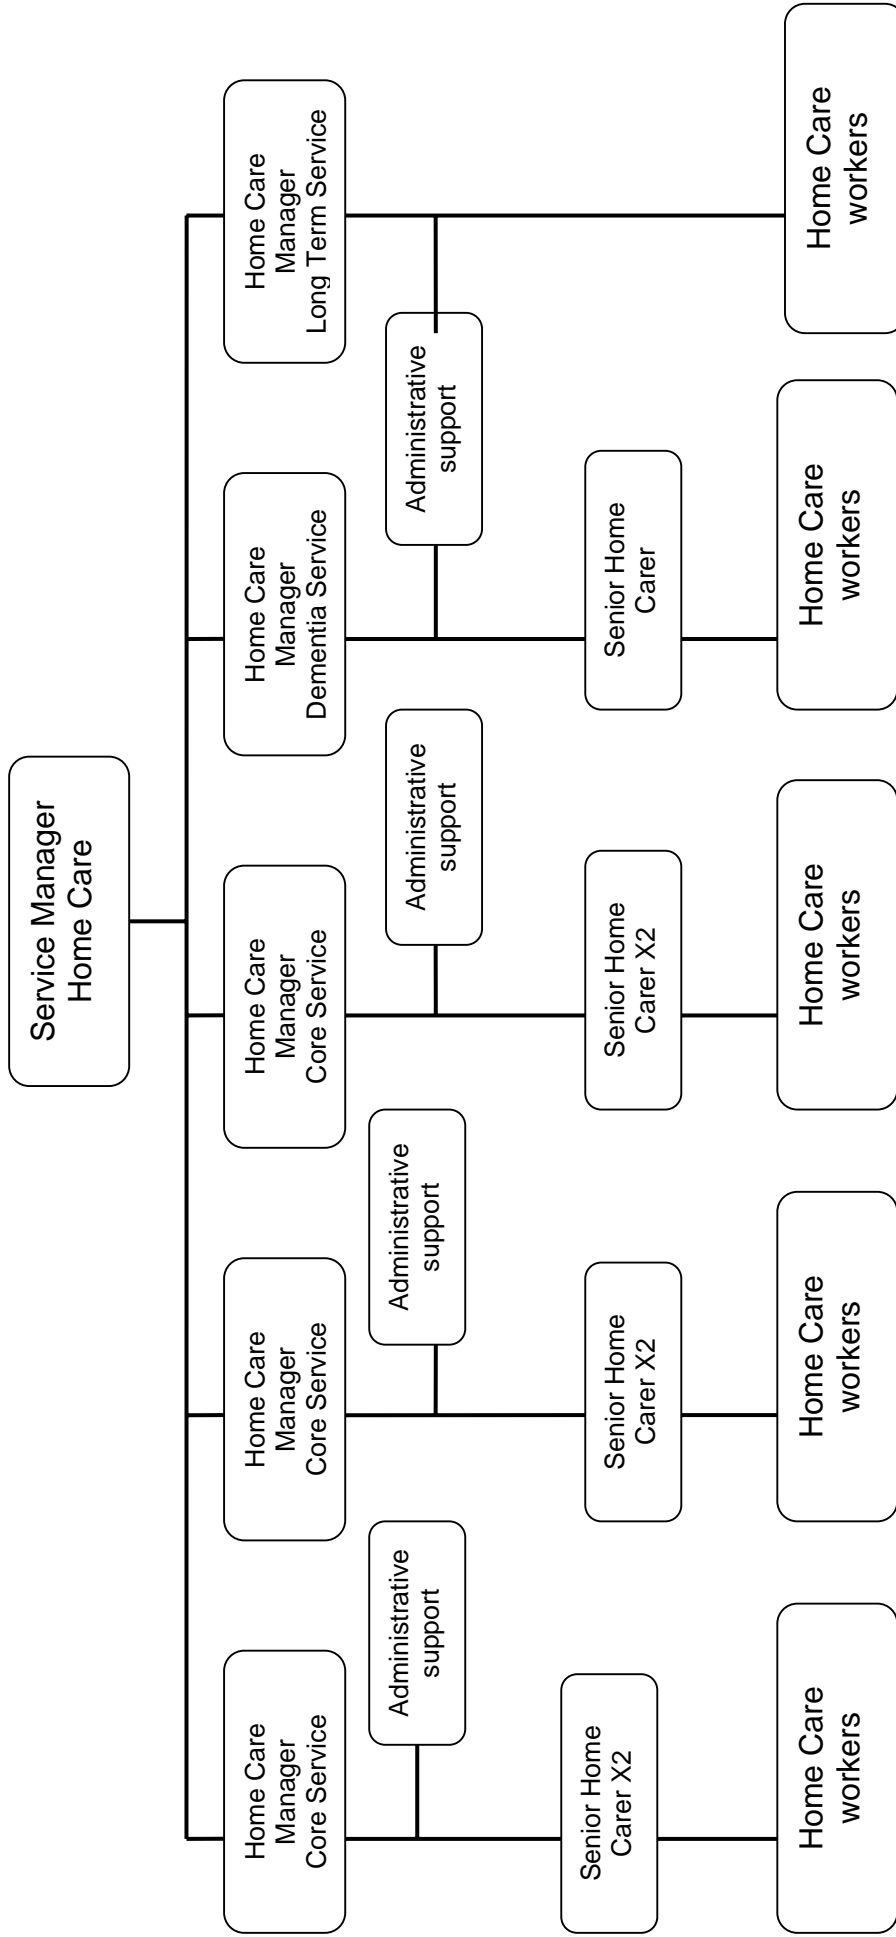 Service Manager
Home Care
Home Care
Manager
Core Service
Home Care
Manager
Core Service
Home Care
Manager
Core Service
Home Care
Manager
Dementia Service
Home Care
Manager
Long Term Service
Administrative
support
Administrative
support
Administrative
support
Administrative
support
Senior Home
Carer X2
Senior Home
Carer X2
Senior Home
Carer X2
Senior Home
Carer
Home Care
workers
Home Care
workers
Home Care
workers
Home Care
workers
Home Care
workers